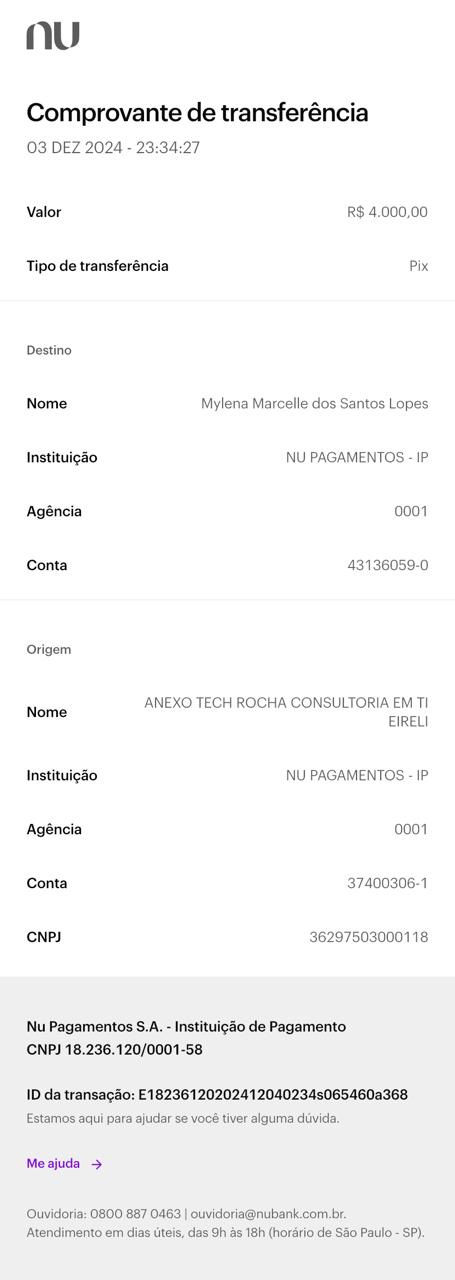 nu
Comprovante de transferência
03 DEZ 2024 - 23:34:27
Valor R$ 4.000,00
Tipo de transferência Pix
Destino
Nome Mylena Marcelle dos Santos Lopes
Instituição NU PAGAMENTOS - IP
Agência 0001
Conta 43136059-0
Origem
Nome ANEXO TECH ROCHA CONSULTORIA EM TI
EIRELI
Instituição NU PAGAMENTOS - IP
Agência 0001
Conta 37400306-1
CNPJ 36297503000118
Nu Pagamentos S.A. - Instituição de Pagamento
CNPJ 18.236.120/0001-58
ID da transação: E18236120202412040234s065460a368
Estamos aqui para ajudar se você tiver alguma dúvida.
Me ajuda →
Ouvidoria: 0800 887 0463 | ouvidoria@nubank.com.br.
Atendimento em dias úteis, das 9h às 18h (horário de São Paulo - SP).